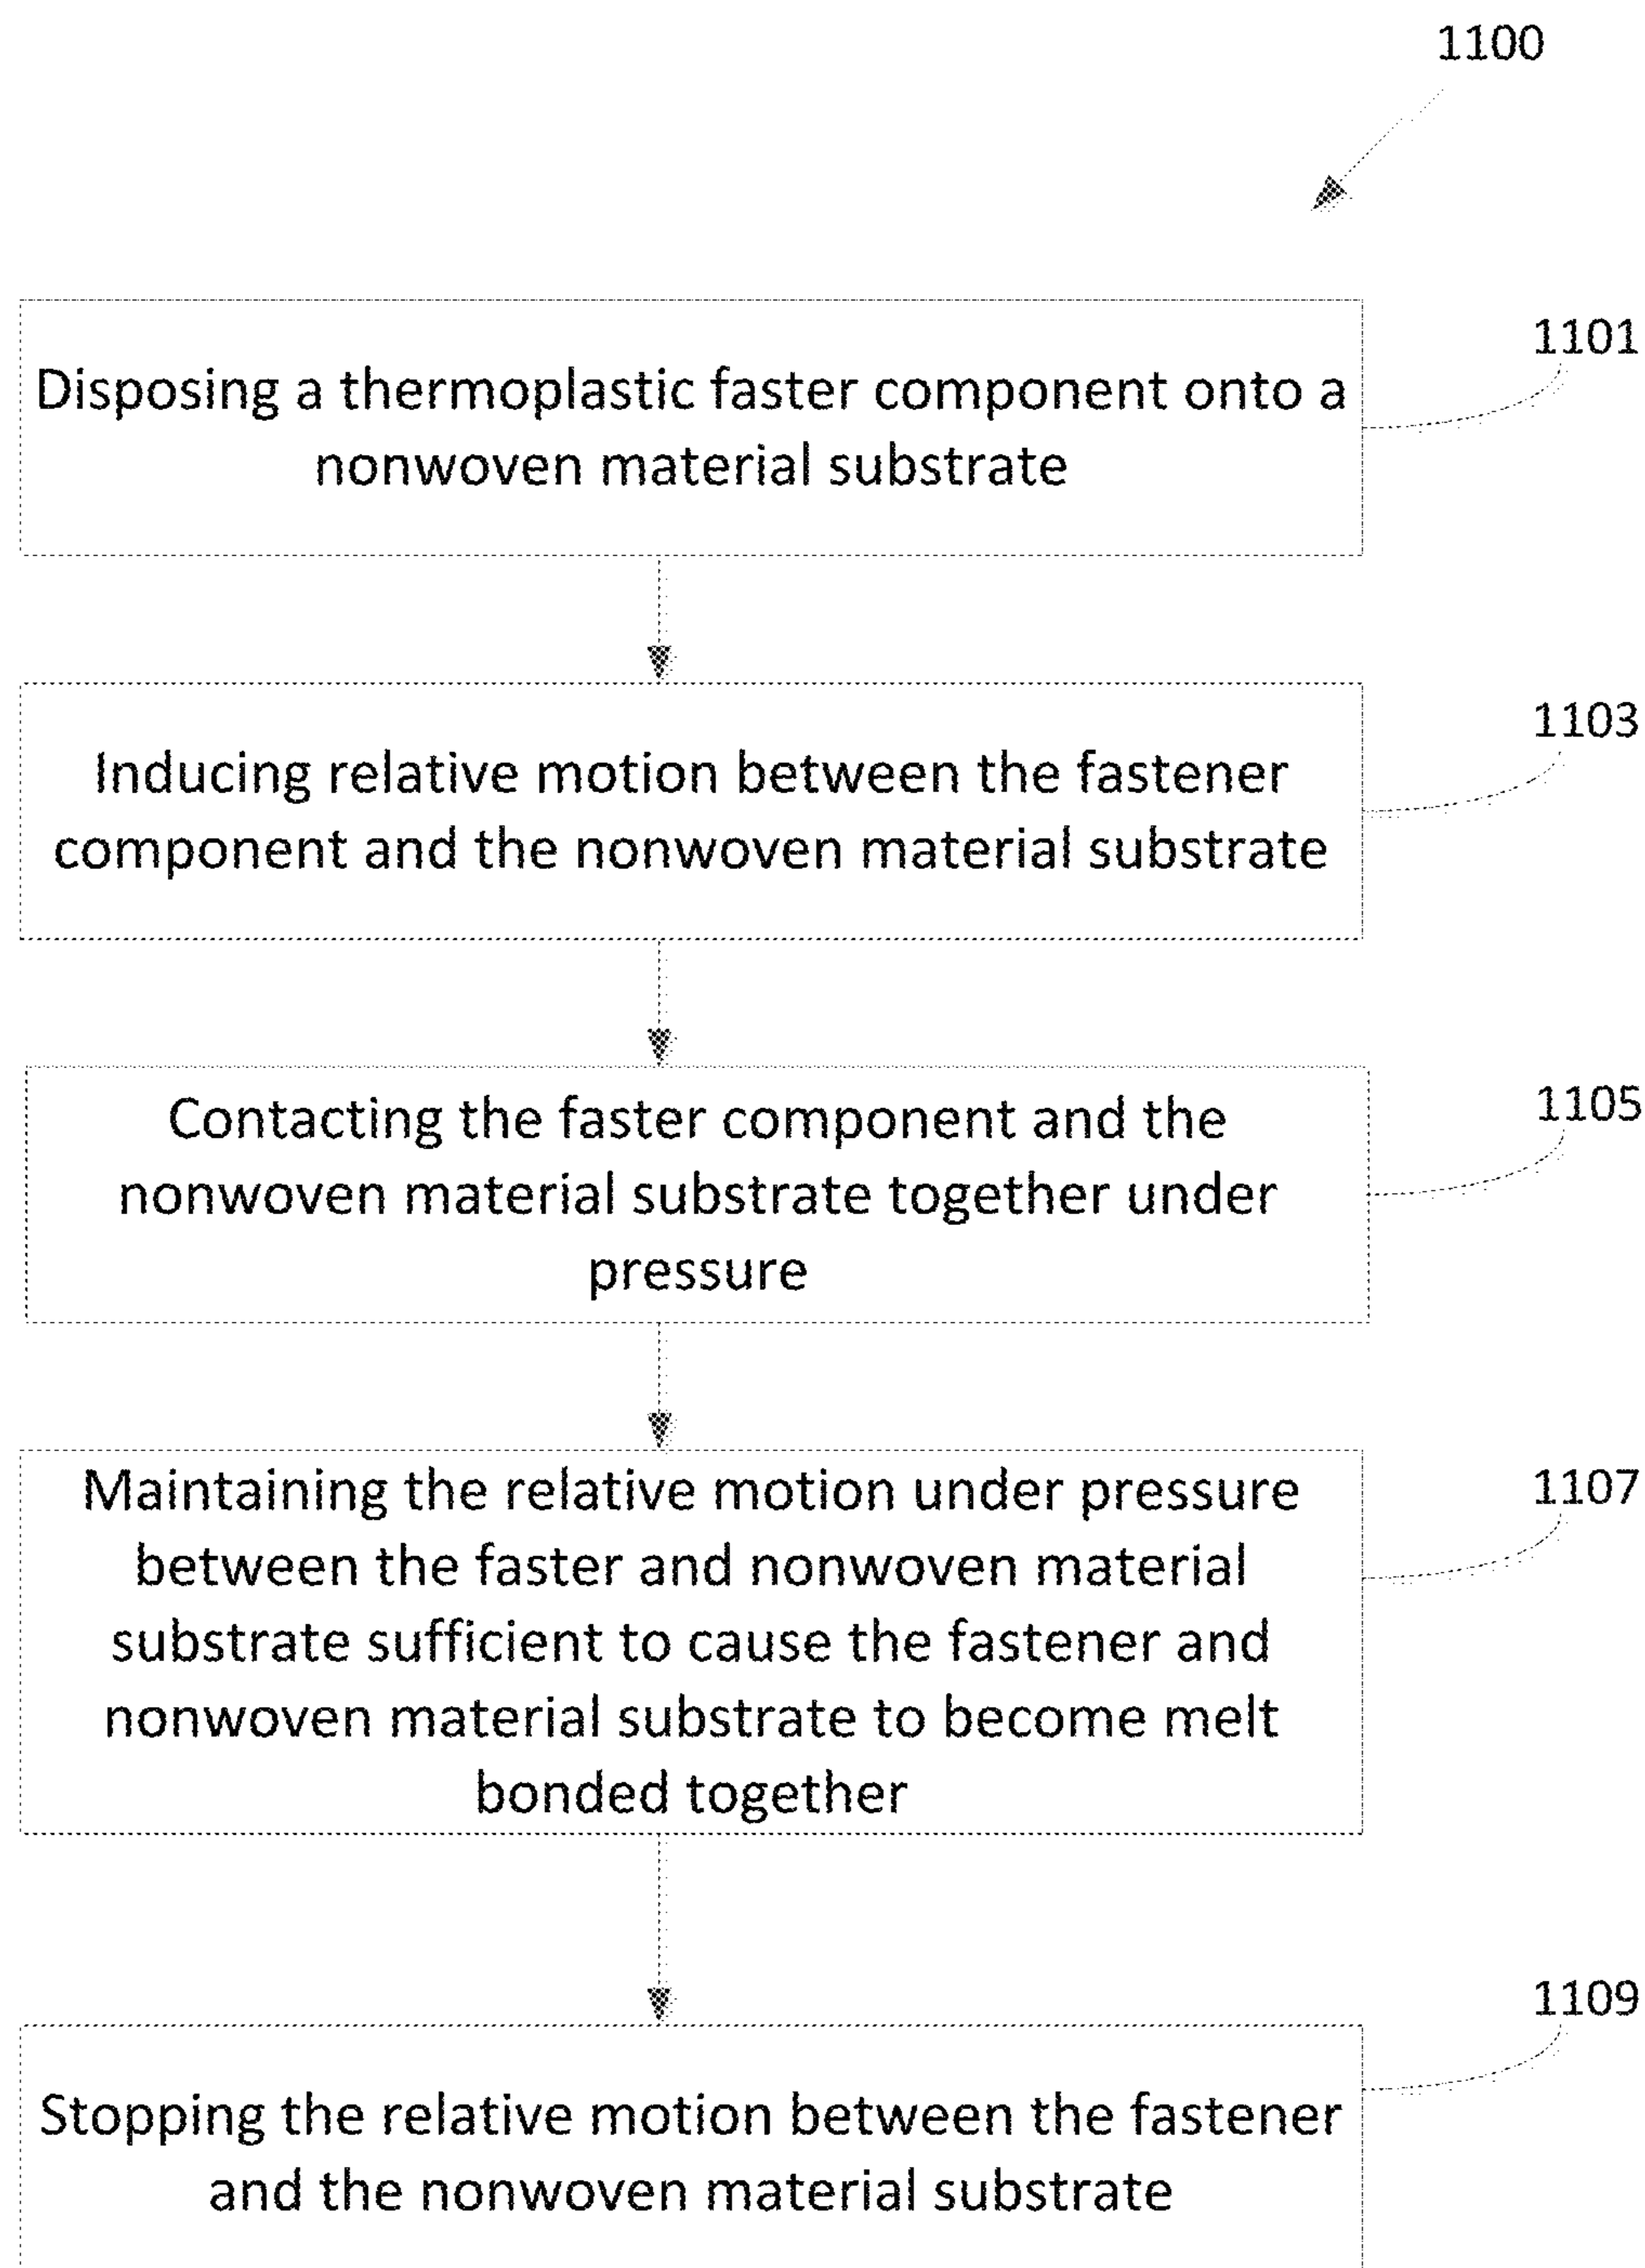 1100
1101
Disposing a thermoplastic faster component onto a
nonwoven material substrate
1103
Inducing relative motion between the fastener
component and the nonwoven material substrate
1105
Contacting the faster component and the
nonwoven material substrate together under
pressure
1107
Maintaining the relative motion under pressure
between the faster and nonwoven material
substrate sufficient to cause the fastener and
nonwoven material substrate to become melt
bonded together
1109
Stopping the relative motion between the fastener
and the nonwoven material substrate